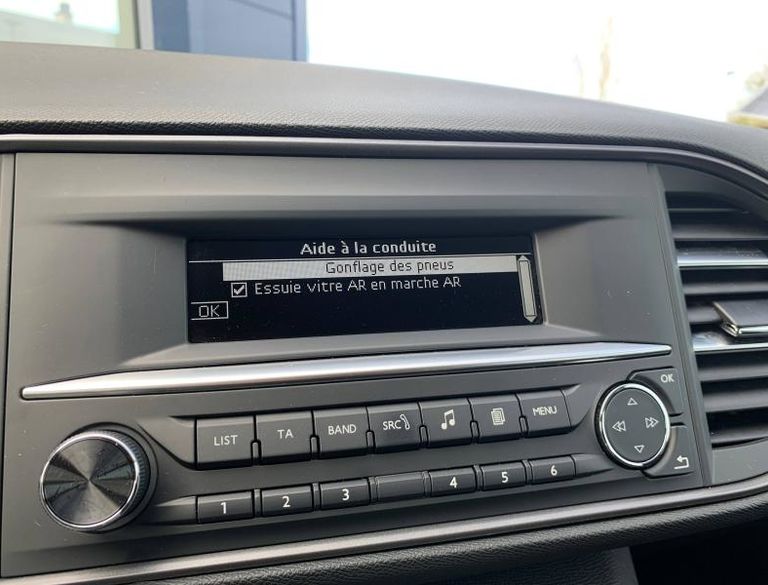 Aide à la conduite
Gonflage des pneus
Essuie vitre AR en marche AR
OK
OK
LIST
TA
BAND
SRC
MENU
1
2
3
4
5
6